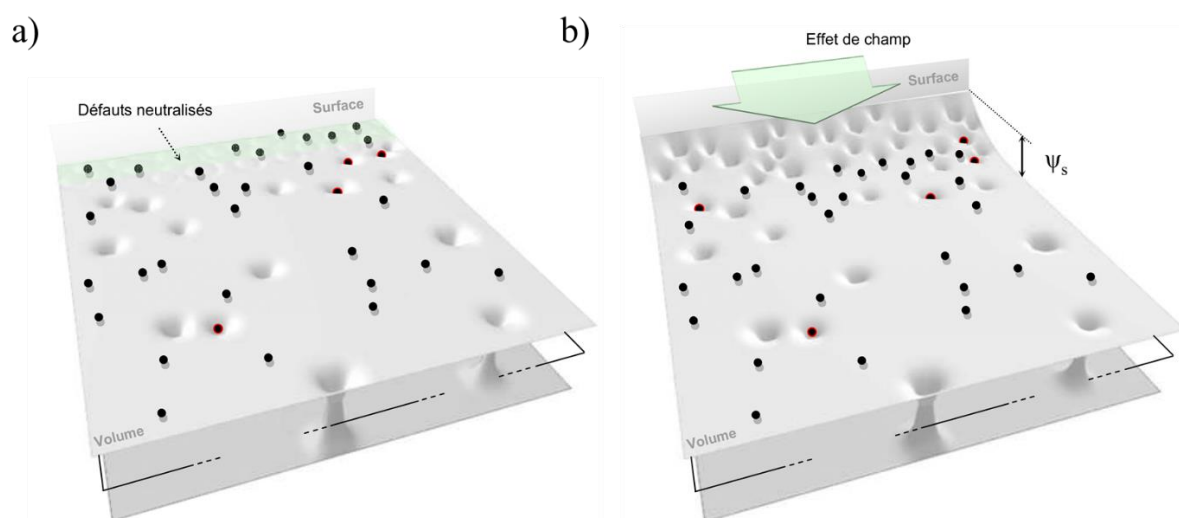 a)
Défauts neutralisés
Surface
Volume
b)
Effet de champ
Surface
ψs
Volume